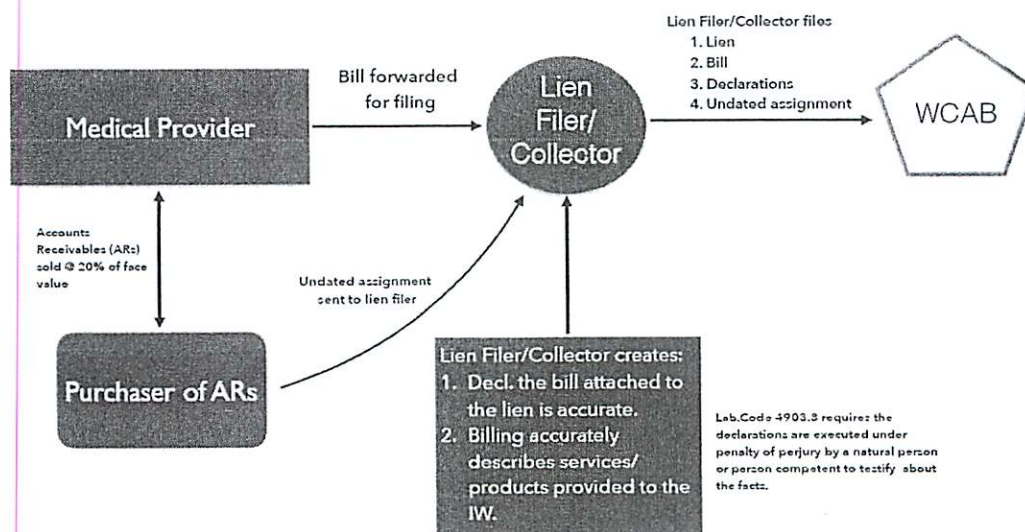 Lien Filer/Collector files
1. Lien
2. Bill
3. Declarations
4. Undated assignment
Medical Provider
Bill forwarded
for filing
Lien
Filer/
Collector
WCAB
Accounts
Receivables (ARs)
sold @ 20% of face
value
Undated assignment
sent to lien filer
Purchaser of ARs
Lien Filer/Collector creates:
1. Decl. the bill attached to
the lien is accurate.
2. Billing accurately
describes services/
products provided to the
IW.
Lab.Code 4903.8 requires the
declarations are executed under
penalty of perjury by a natural person
or person competent to testify about
the facts.